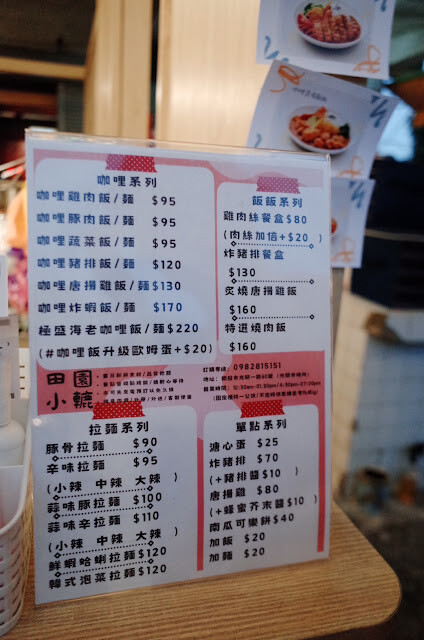 咖哩系列
咖哩雞肉飯/麵 $95
咖哩豚肉飯/麵 $95
咖哩蔬菜飯/麵 $95
咖哩豬排飯/麵 $120
咖哩唐揚雞飯/麵 $130
咖哩炸蝦飯/麵 $170
極盛海老咖哩飯/麵 $220
(#咖哩飯升級歐姆蛋+$20)
飯飯系列
雞肉絲餐盒 $80
(肉絲加倍+$20)
炸豬排餐盒
$130
炙燒唐揚雞飯
$160
特選燒肉飯
$160
田園
小轆
訂購專線: 0982815151
拉麵系列
豚骨拉麵 $90
辛味拉麵 $95
(小辣 中辣 大辣)
蒜味豚拉麵 $100
蒜味辛拉麵 $110
(小辣 中辣 大辣)
鮮蝦蛤蜊拉麵 $120
韓式泡菜拉麵 $120
單點系列
溏心蛋 $25
炸豬排 $70
(+豬排醬$10)
唐揚雞 $80
(+蜂蜜芥末醬$10)
南瓜可樂餅 $40
加飯 $20
加麵 $20